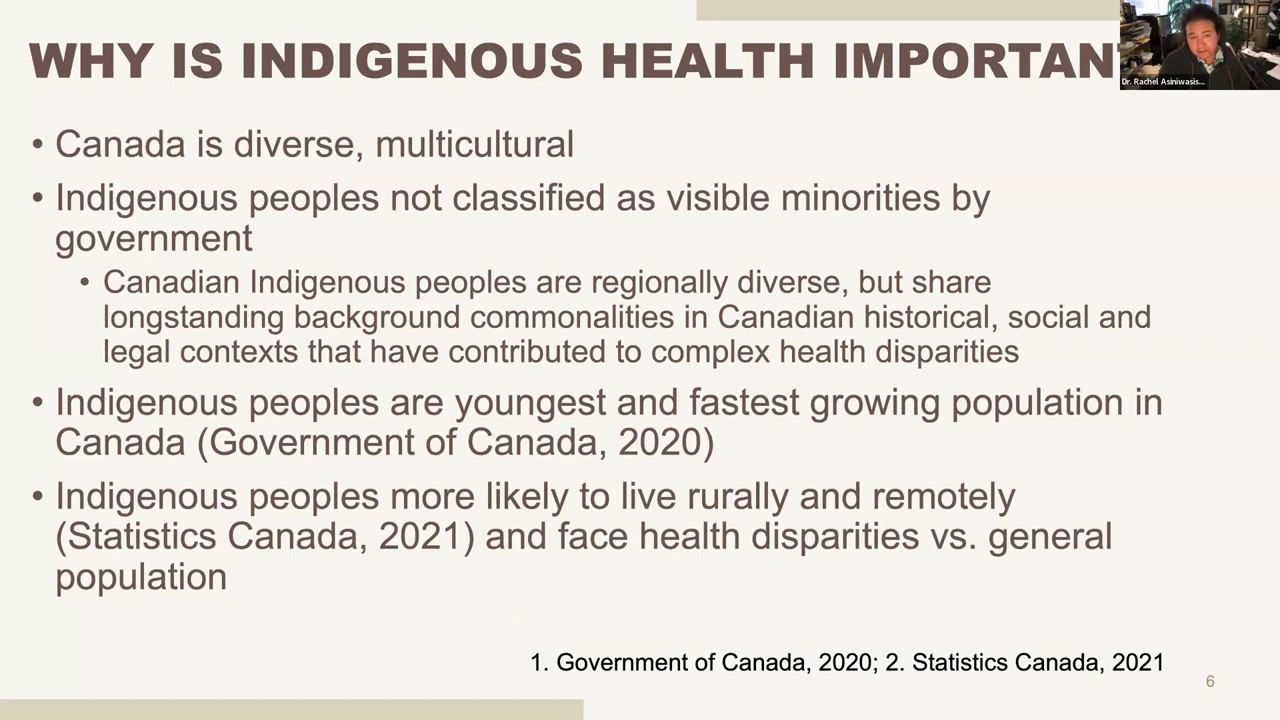 WHY IS INDIGENOUS HEALTH IMPORTAN
Dr. Rachel Asiniwasis...
• Canada is diverse, multicultural
• Indigenous peoples not classified as visible minorities by
government
• Canadian Indigenous peoples are regionally diverse, but share
longstanding background commonalities in Canadian historical, social and
legal contexts that have contributed to complex health disparities
• Indigenous peoples are youngest and fastest growing population in
Canada (Government of Canada, 2020)
• Indigenous peoples more likely to live rurally and remotely
(Statistics Canada, 2021) and face health disparities vs. general
population
1. Government of Canada, 2020; 2. Statistics Canada, 2021
6